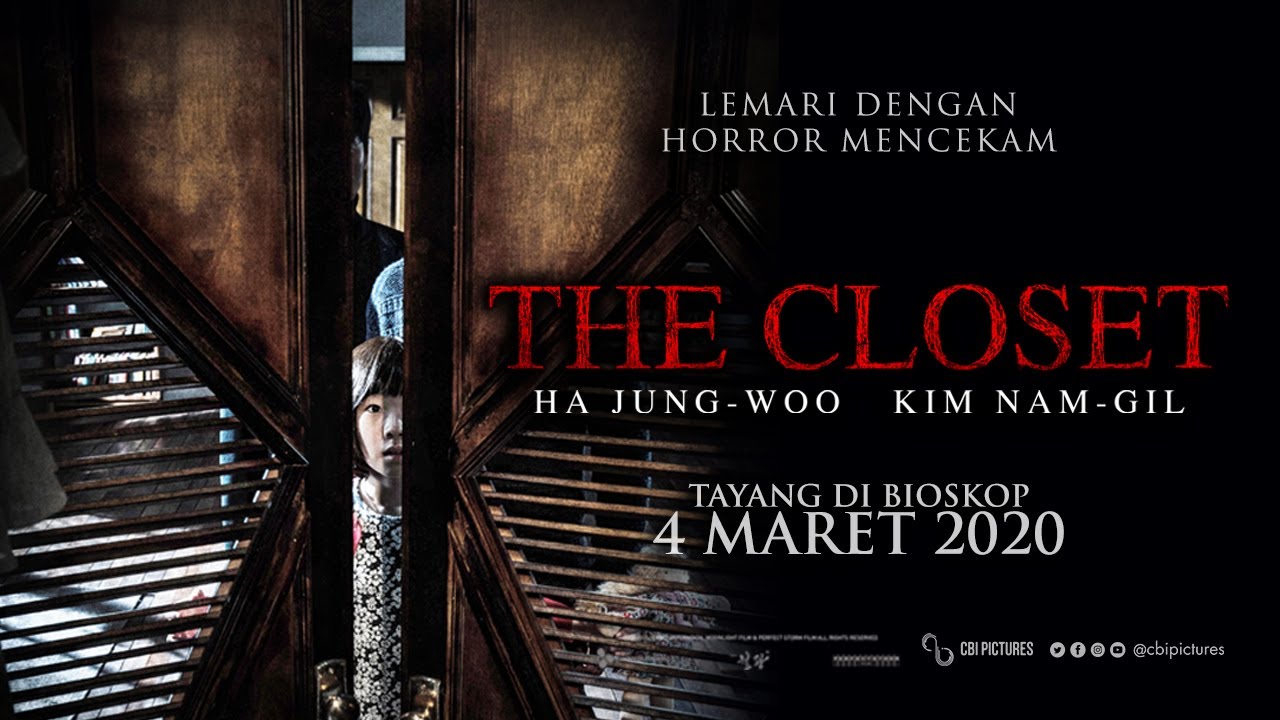 LEMARI DENGAN
HORROR MENCEKAM
THE CLOSET
HA JUNG-WOO KIM NAM-GIL
TAYANG DI BIOSKOP
4 MARET 2020
CBI PICTURES @cbipictures